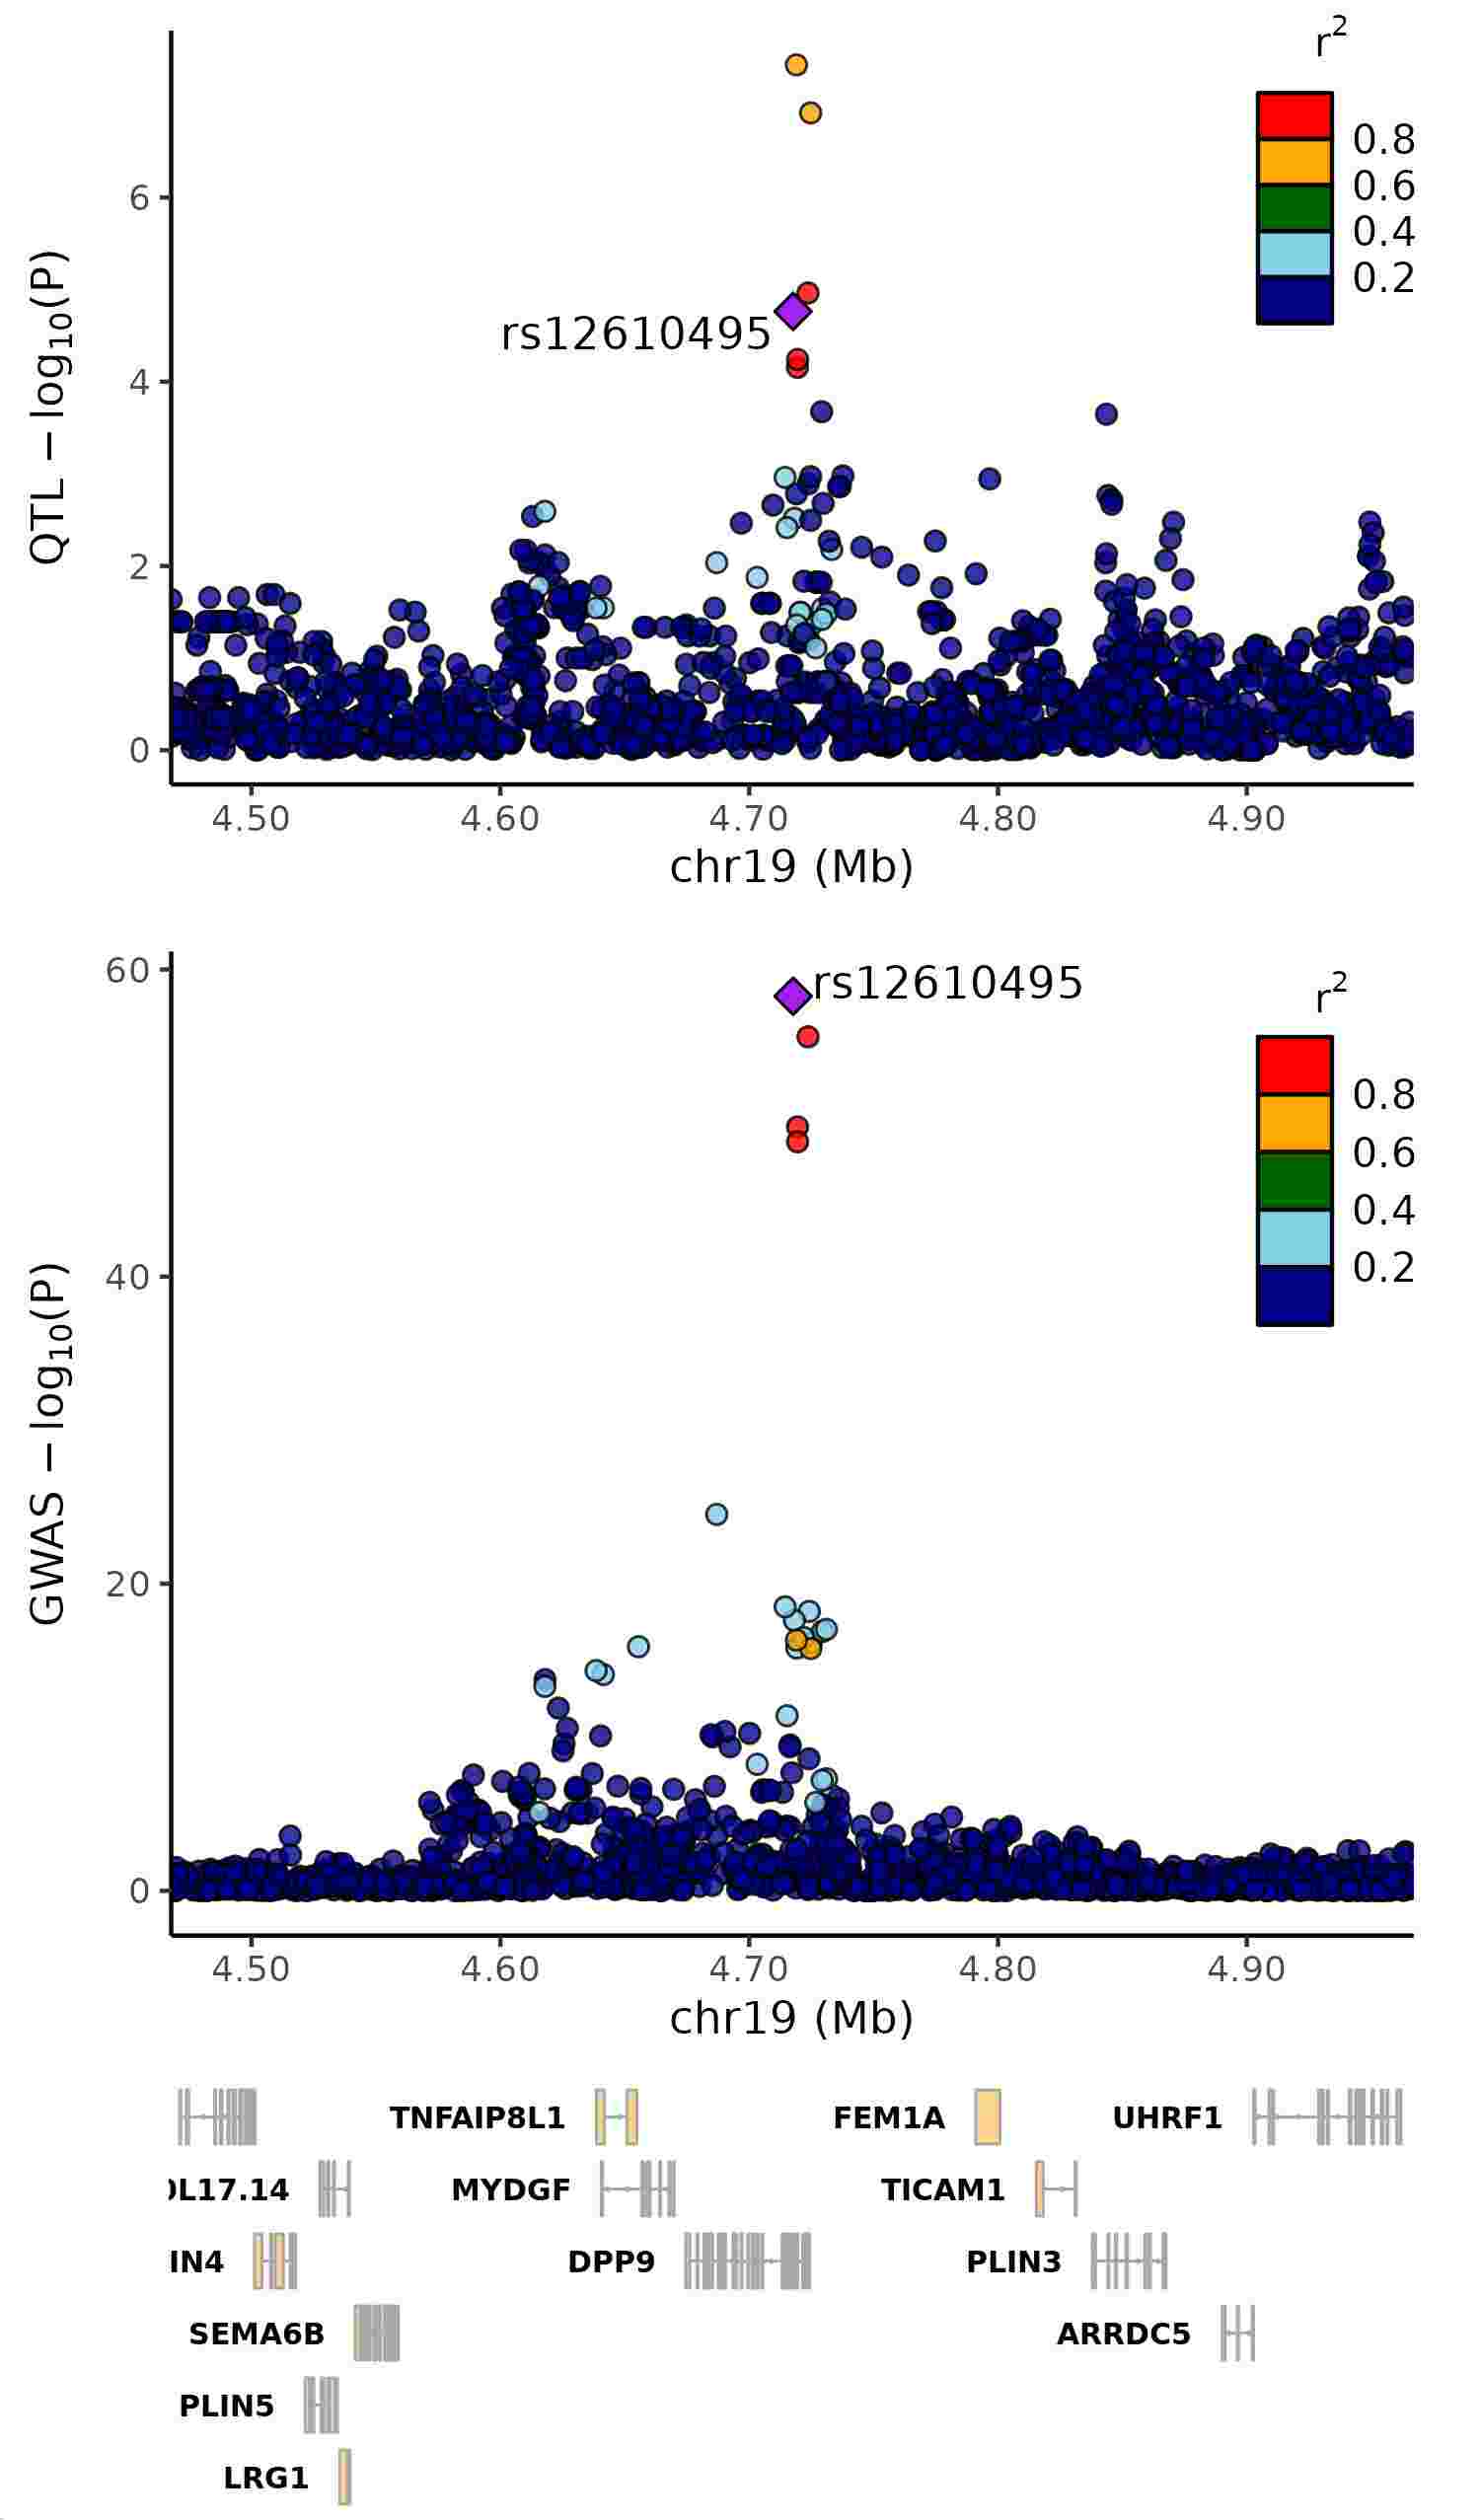 r²
0.8
0.6
0.4
0.2
QTL −log₁₀(P)
6
4
2
0
rs12610495
4.50 4.60 4.70 4.80 4.90
chr19 (Mb)
r²
0.8
0.6
0.4
0.2
GWAS −log₁₀(P)
60
40
20
0
rs12610495
4.50 4.60 4.70 4.80 4.90
chr19 (Mb)
TNFAIP8L1 FEM1A UHRF1
L17.14 MYDGF TICAM1
IN4 DPP9 PLIN3
SEMA6B ARRDC5
PLIN5
LRG1